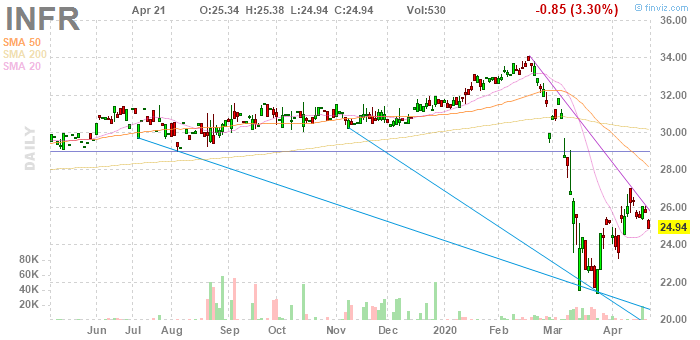 INFR Apr 21 O:25.34 H:25.38 L:24.94 C:24.94 Vol:530 -0.85 (3.30%) © finviz.com
SMA 50
SMA 200
SMA 20
DAILY
36.00
34.00
32.00
30.00
28.00
26.00
24.94
24.00
22.00
20.00
80K
60K
40K
20K
Jun Jul Aug Sep Oct Nov Dec 2020 Feb Mar Apr